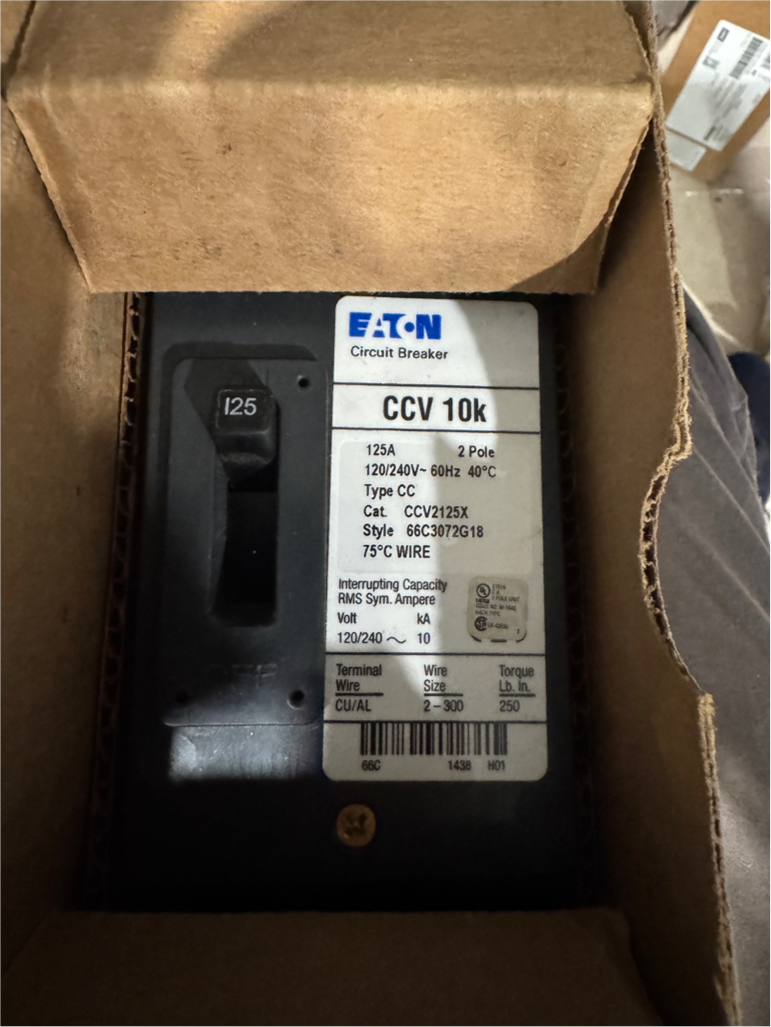 125
EATON
Circuit Breaker
CCV 10k
125A 2 Pole
120/240V~ 60Hz 40°C
Type CC
Cat. CCV2125X
Style 66C3072G18
75°C WIRE
Interrupting Capacity
RMS Sym. Ampere
Volt kA
120/240 ~ 10
Terminal Wire Torque
Wire Size Lb. In.
CU/AL 2-300 250
66C 1438 H01